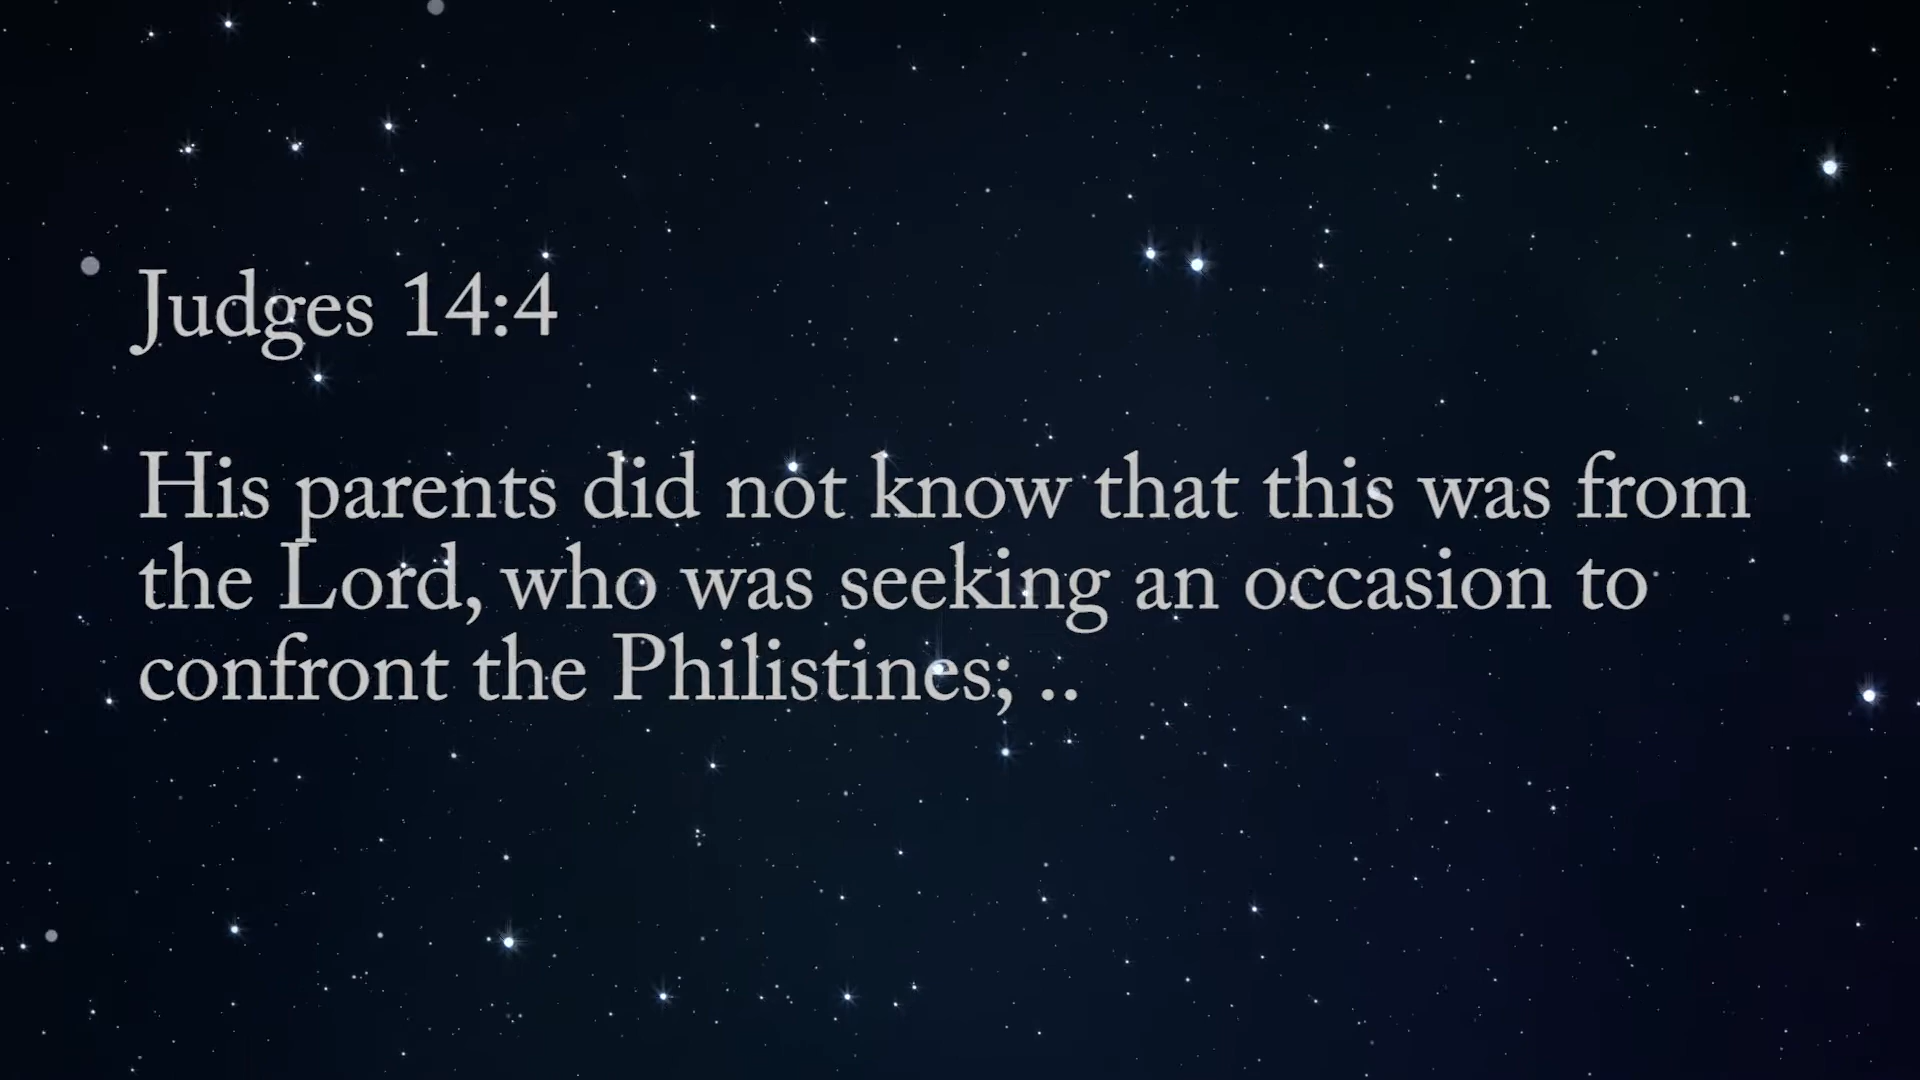 Judges 14:4
His parents did not know that this was from
the Lord, who was seeking an occasion to
confront the Philistines; ..